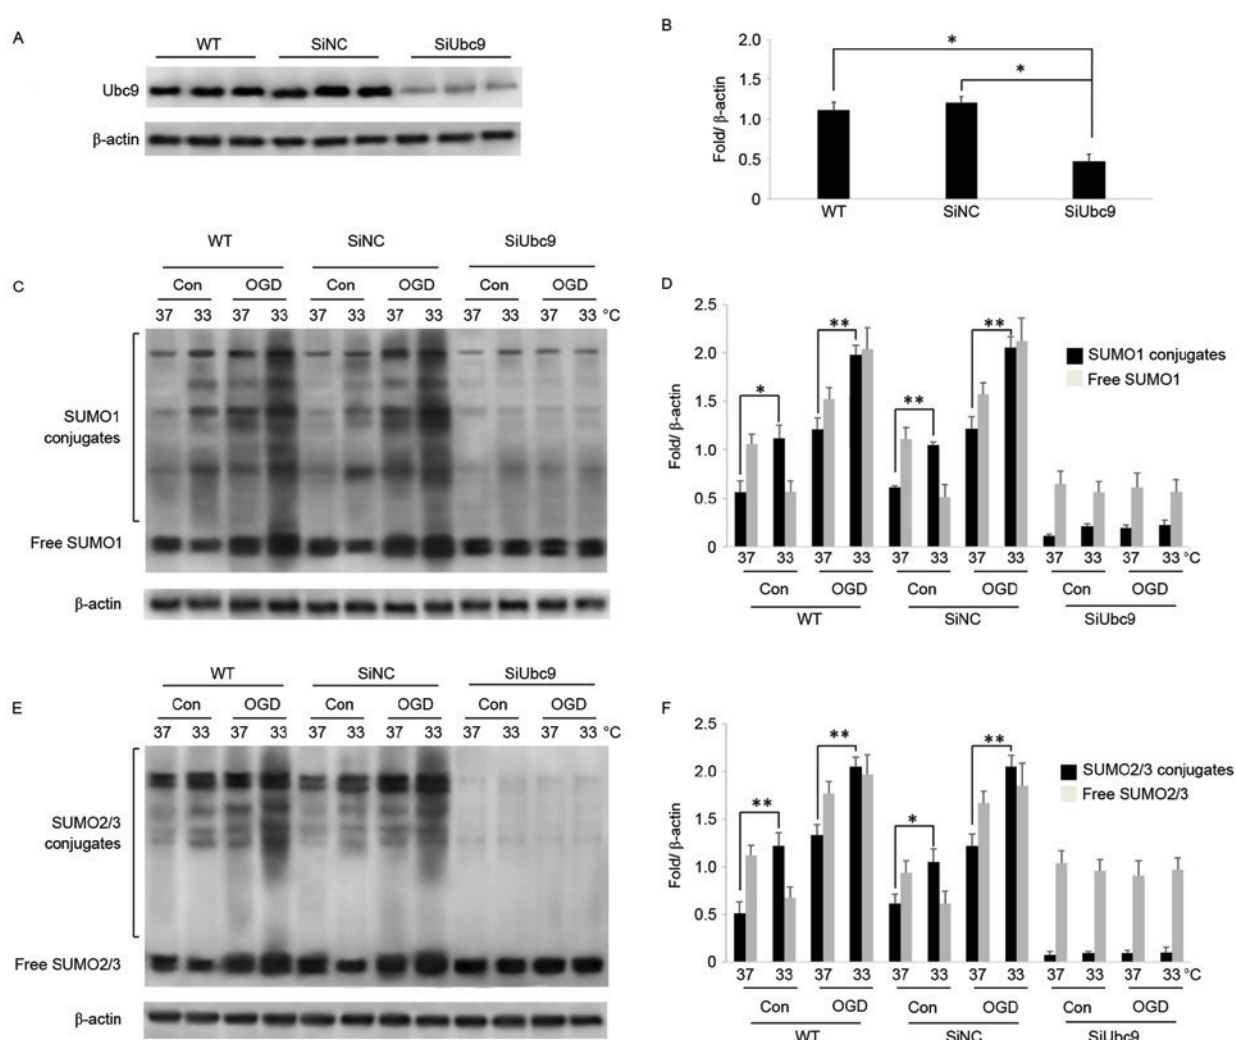 A
WT SiNC SiUbc9
Ubc9
β-actin
B
2.0
1.5
1.0
0.5
0
Fold/ β-actin
* *
WT SiNC SiUbc9
C
WT SiNC SiUbc9
Con OGD Con OGD Con OGD
37 33 37 33 37 33 37 33 37 33 37 33 °C
SUMO1
conjugates
Free SUMO1
β-actin
D
2.5
2.0
1.5
1.0
0.5
0
Fold/ β-actin
* ** ** **
SUMO1 conjugates
Free SUMO1
37 33 37 33 37 33 37 33 37 33 37 33 °C
Con OGD Con OGD Con OGD
WT SiNC SiUbc9
E
WT SiNC SiUbc9
Con OGD Con OGD Con OGD
37 33 37 33 37 33 37 33 37 33 37 33 °C
SUMO2/3
conjugates
Free SUMO2/3
β-actin
F
2.5
2.0
1.5
1.0
0.5
0
Fold/ β-actin
** ** * **
SUMO2/3 conjugates
Free SUMO2/3
37 33 37 33 37 33 37 33 37 33 37 33 °C
Con OGD Con OGD Con OGD
WT SiNC SiUbc9